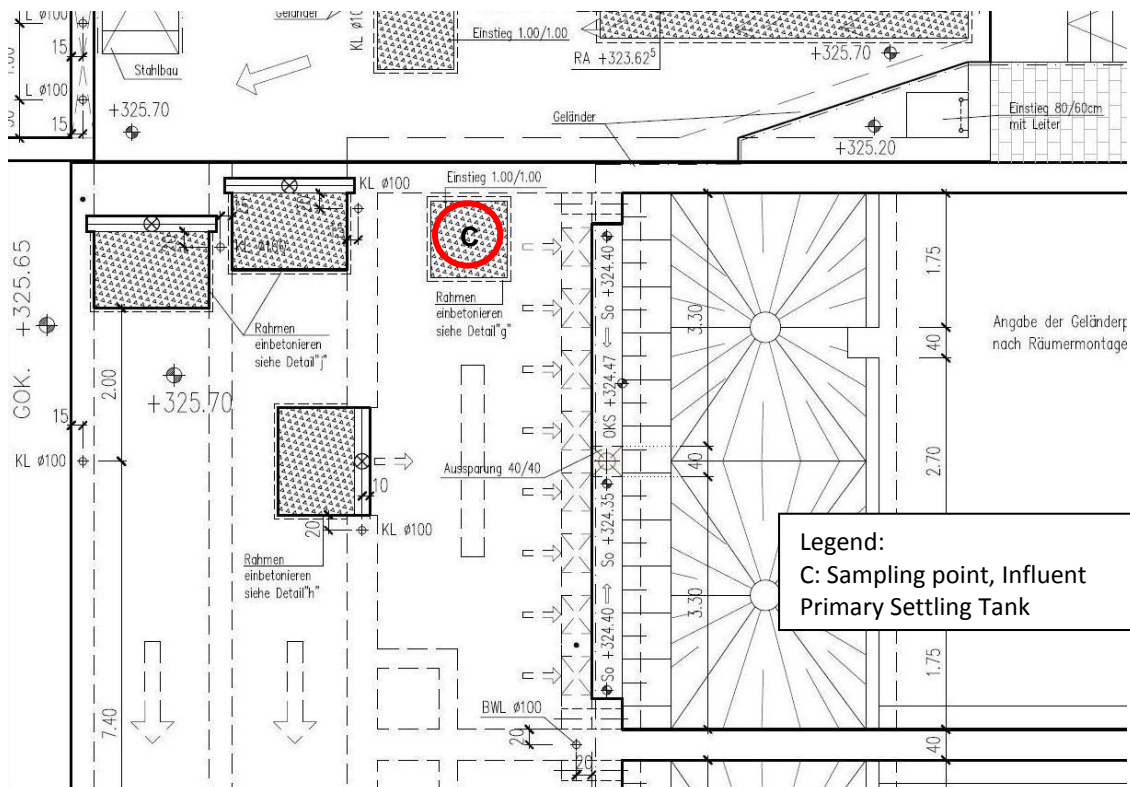 L ø100
15
1.00
L ø100
15
50
Stahlbau
+325.70
Geländer
KL ø10
Einstieg 1.00/1.00
RA +323.62⁵
+325.70
Geländer
+325.20
Einstieg 80/60cm
mit Leiter
KL ø100
Einstieg 1.00/1.00
C
KL ø100
GOK. +325.65
Rahmen
einbetonieren
siehe Detail"j"
Rahmen
einbetonieren
siehe Detail"g"
+325.70
2.00
15
KL ø100
So +324.40
OKS +324.47
So +324.35
So +324.40
3.30
40
3.30
1.75
40
2.70
1.75
40
Angabe der Geländerp
nach Räumermontage
Aussparung 40/40
10
20
KL ø100
Rahmen
einbetonieren
siehe Detail"h"
7.40
BWL ø100
20
20
Legend:
C: Sampling point, Influent
Primary Settling Tank